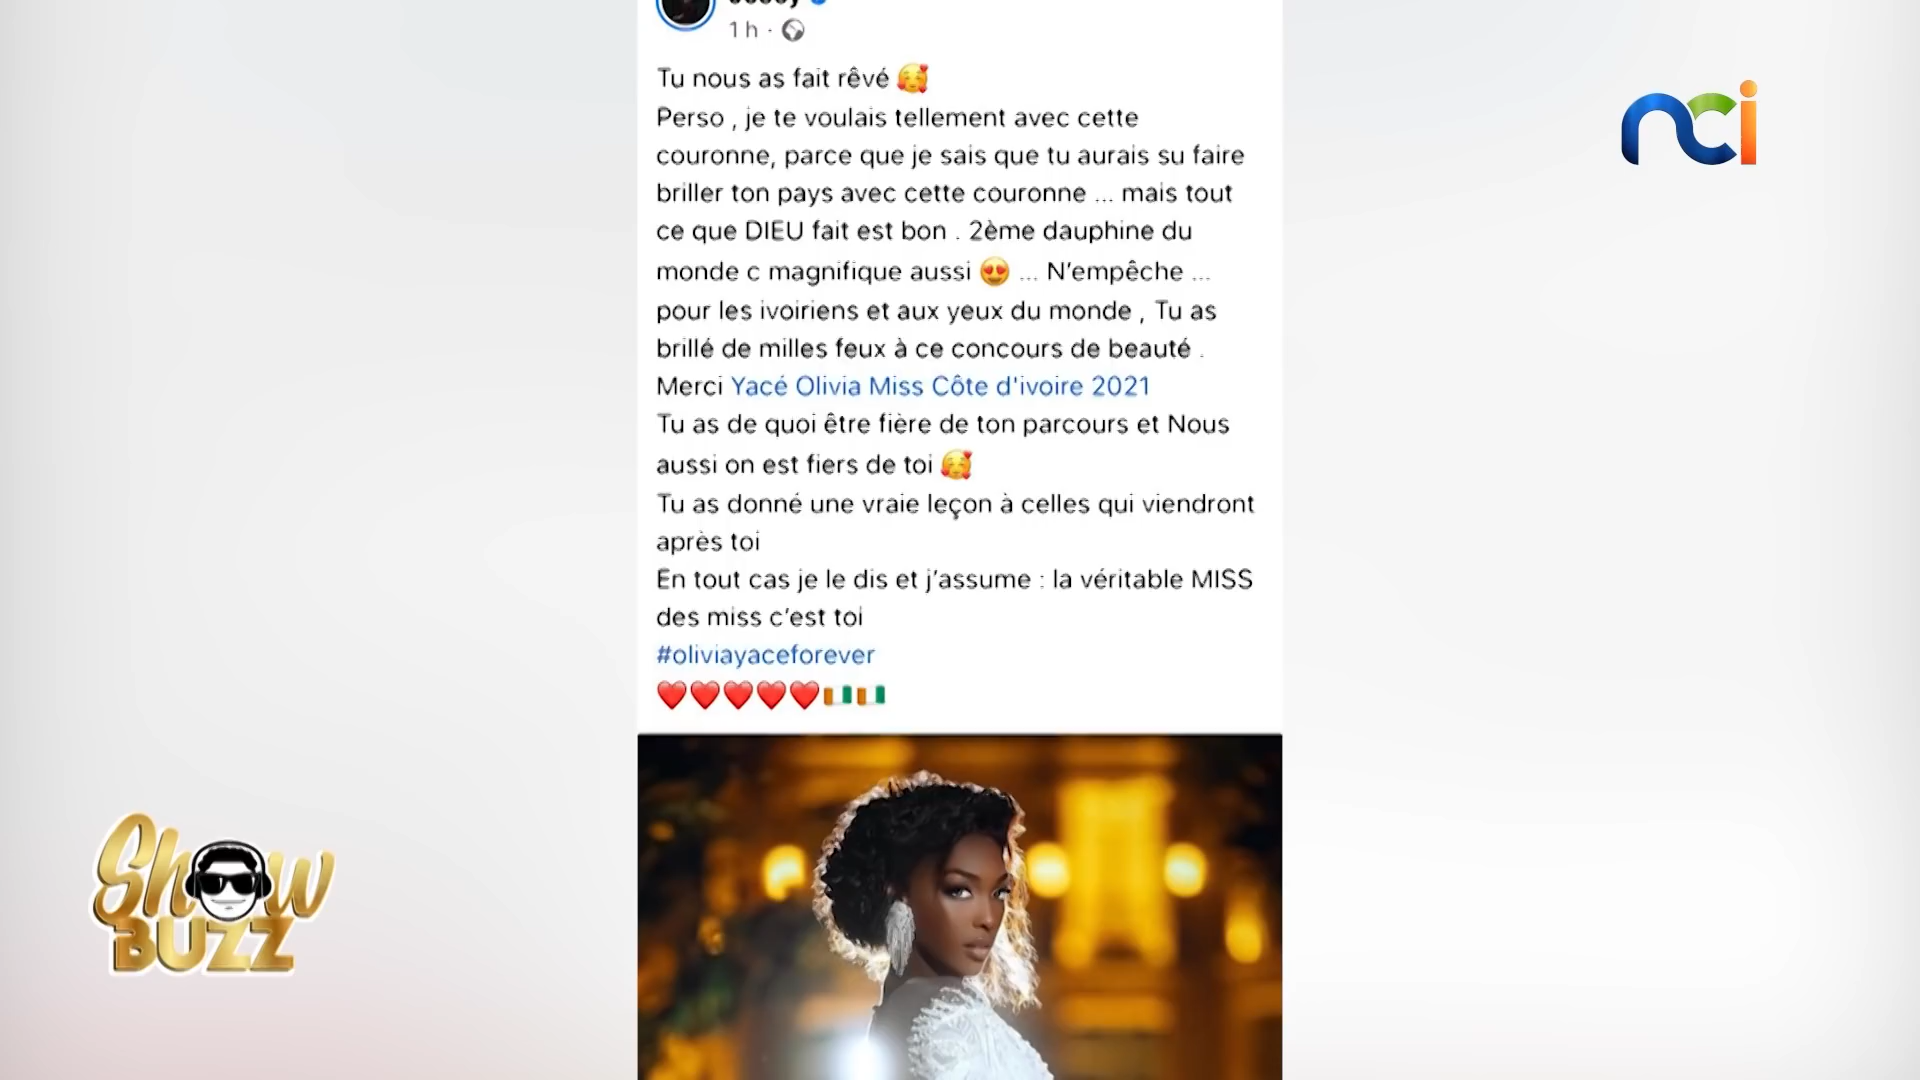 1 h ·
Tu nous as fait rêvé 🥰
Perso , je te voulais tellement avec cette
couronne, parce que je sais que tu aurais su faire
briller ton pays avec cette couronne ... mais tout
ce que DIEU fait est bon . 2ème dauphine du
monde c magnifique aussi 😍 ... N’empêche ...
pour les ivoiriens et aux yeux du monde , Tu as
brillé de milles feux à ce concours de beauté .
Merci Yacé Olivia Miss Côte d'ivoire 2021
Tu as de quoi être fière de ton parcours et Nous
aussi on est fiers de toi 🥰
Tu as donné une vraie leçon à celles qui viendront
après toi
En tout cas je le dis et j’assume : la véritable MISS
des miss c’est toi
#oliviayaceforever
❤️❤️❤️❤️❤️🇨🇮🇨🇮
nci
Show
BUZZ